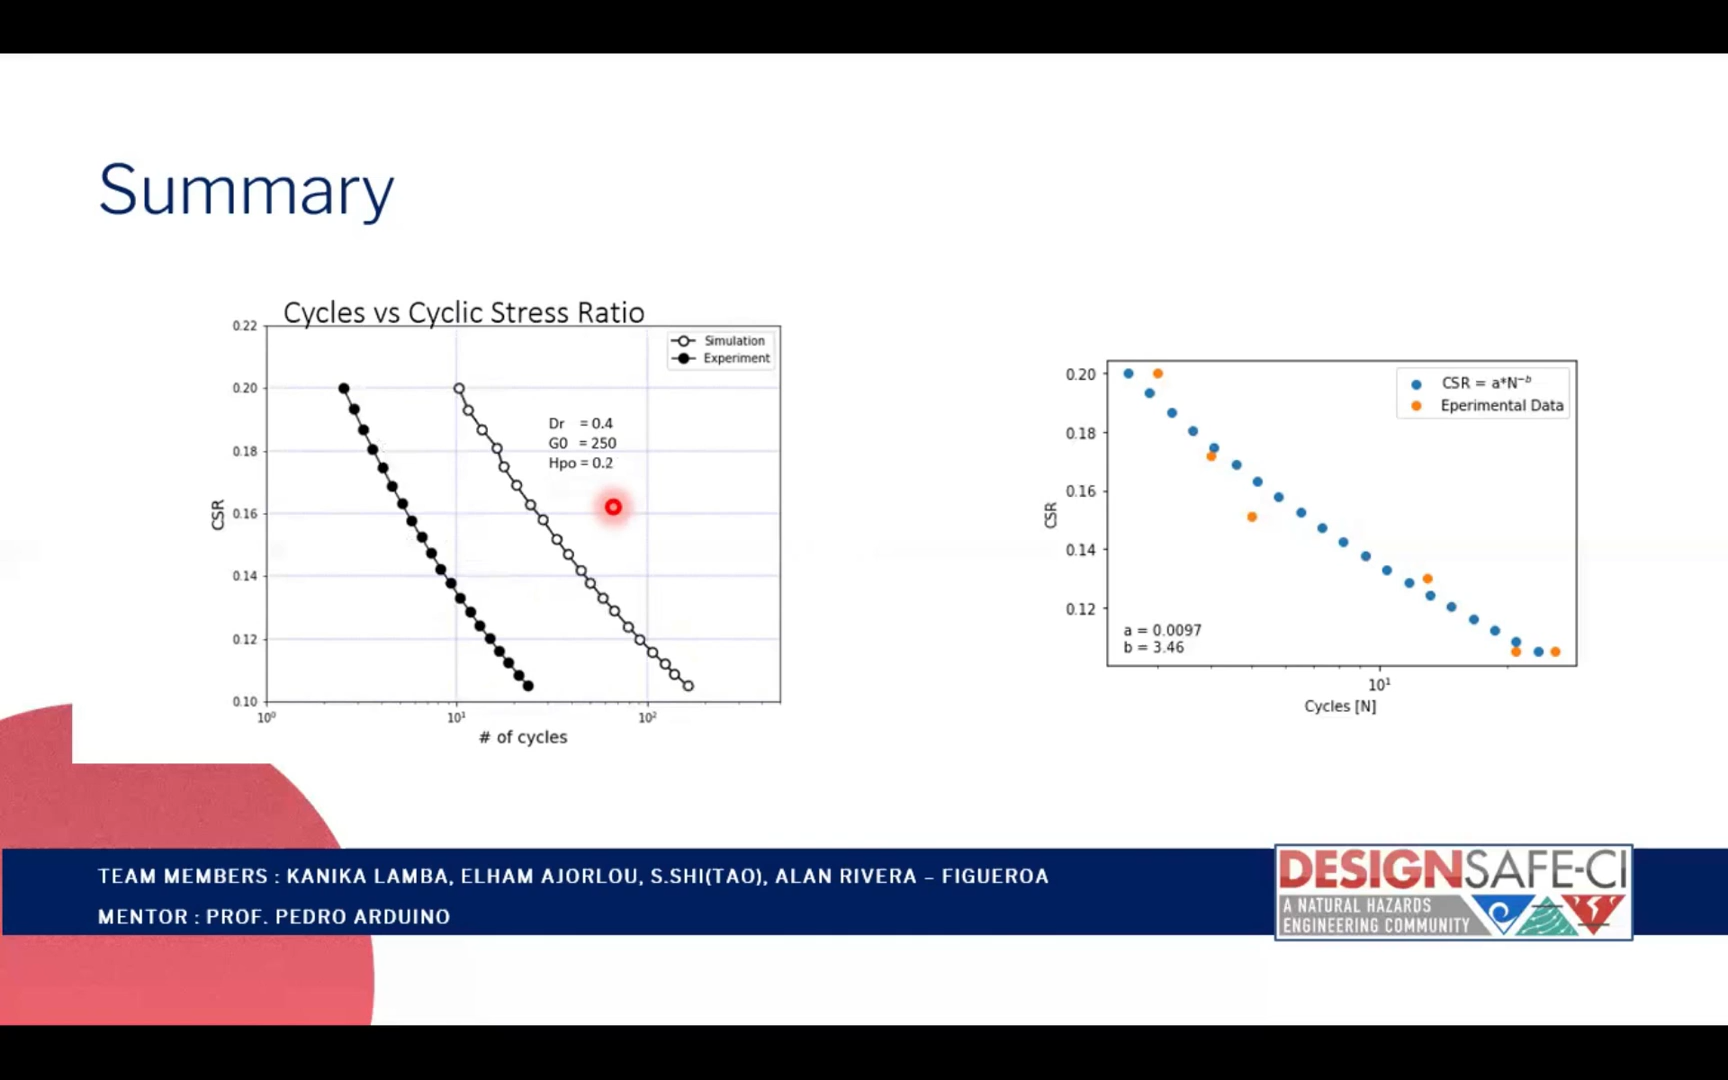 Summary
Cycles vs Cyclic Stress Ratio
0.22
0.20
0.18
0.16
0.14
0.12
0.10
CSR
Simulation
Experiment
Dr = 0.4
G0 = 250
Hpo = 0.2
10⁰
10¹
10²
# of cycles
0.20
0.18
0.16
0.14
0.12
CSR
CSR = a*N⁻ᵇ
Eperimental Data
a = 0.0097
b = 3.46
10¹
Cycles [N]
TEAM MEMBERS : KANIKA LAMBA, ELHAM AJORLOU, S.SHI(TAO), ALAN RIVERA – FIGUEROA
MENTOR : PROF. PEDRO ARDUINO
DESIGNSAFE-CI
A NATURAL HAZARDS
ENGINEERING COMMUNITY